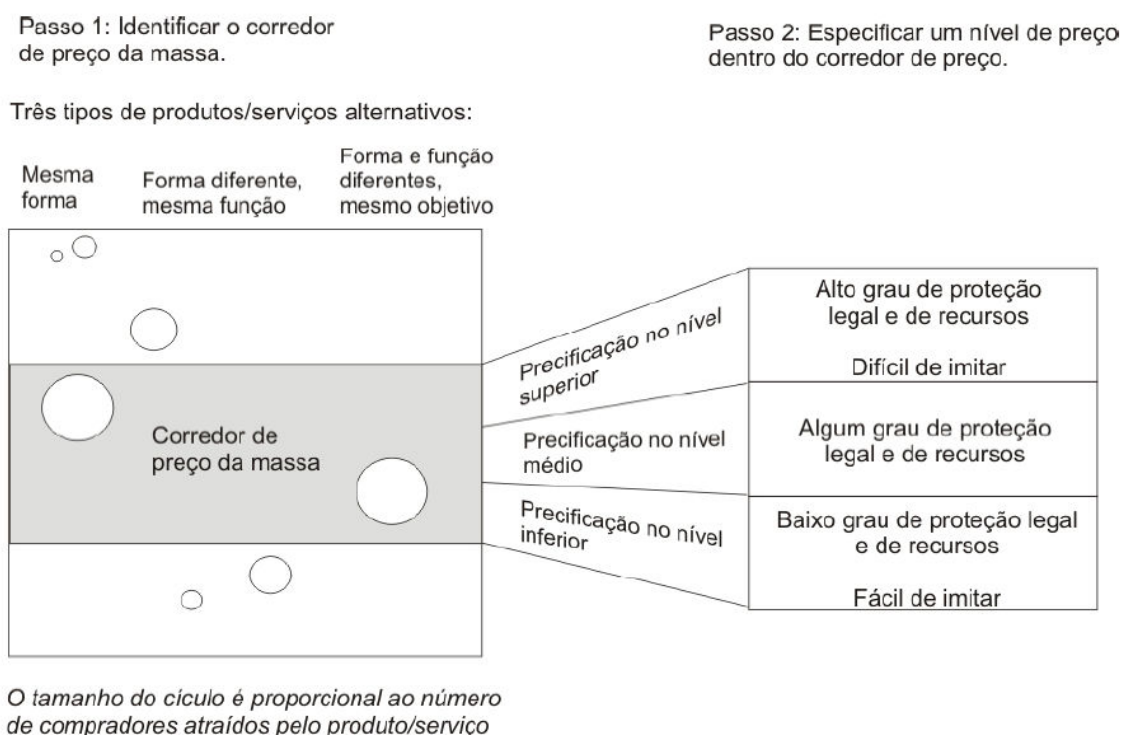 Passo 1: Identificar o corredor
de preço da massa.
Passo 2: Especificar um nível de preço
dentro do corredor de preço.
Três tipos de produtos/serviços alternativos:
Mesma
forma
Forma diferente,
mesma função
Forma e função
diferentes,
mesmo objetivo
Corredor de
preço da massa
Precificação no nível
superior
Precificação no nível
médio
Precificação no nível
inferior
Alto grau de proteção
legal e de recursos
Difícil de imitar
Algum grau de proteção
legal e de recursos
Baixo grau de proteção legal
e de recursos
Fácil de imitar
O tamanho do cículo é proporcional ao número
de compradores atraídos pelo produto/serviço